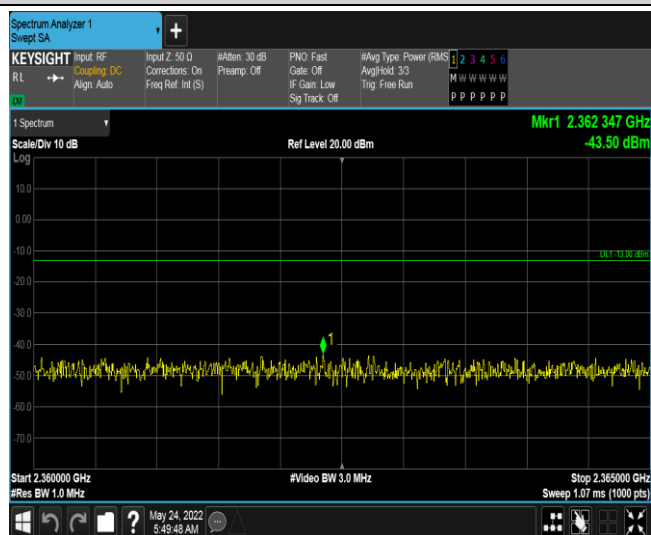 Spectrum Analyzer 1
Swept SA
KEYSIGHT Input: RF Input Z: 50 Ω #Atten: 30 dB PNO: Fast #Avg Type: Power (RMS 1 2 3 4 5 6
RL Coupling: DC Corrections: On Preamp: Off Gate: Off Avg|Hold: 3/3 M W W W W W
Align: Auto Freq Ref: Int (S) IF Gain: Low Trig: Free Run
Sig Track: Off P P P P P P
1 Spectrum Mkr1 2.362 347 GHz
Scale/Div 10 dB Ref Level 20.00 dBm -43.50 dBm
Log
10.0
0.00
-10.0
DL1 -13.00 dBm
-20.0
-30.0
-40.0
1
-50.0
-60.0
-70.0
Start 2.360000 GHz #Video BW 3.0 MHz Stop 2.365000 GHz
#Res BW 1.0 MHz Sweep 1.07 ms (1000 pts)
? May 24, 2022
5:49:48 AM